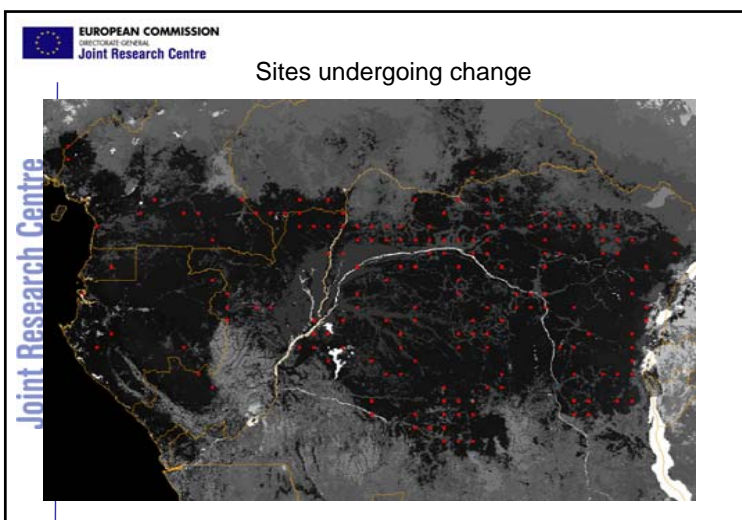 EUROPEAN COMMISSION
DIRECTORATE-GENERAL
Joint Research Centre
Sites undergoing change
Joint Research Centre